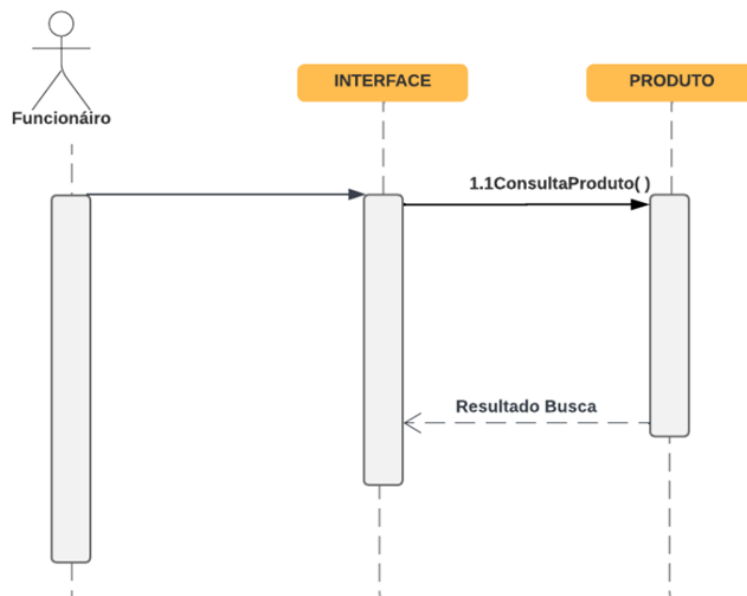 Funcionáiro
INTERFACE
PRODUTO
1.1ConsultaProduto( )
Resultado Busca